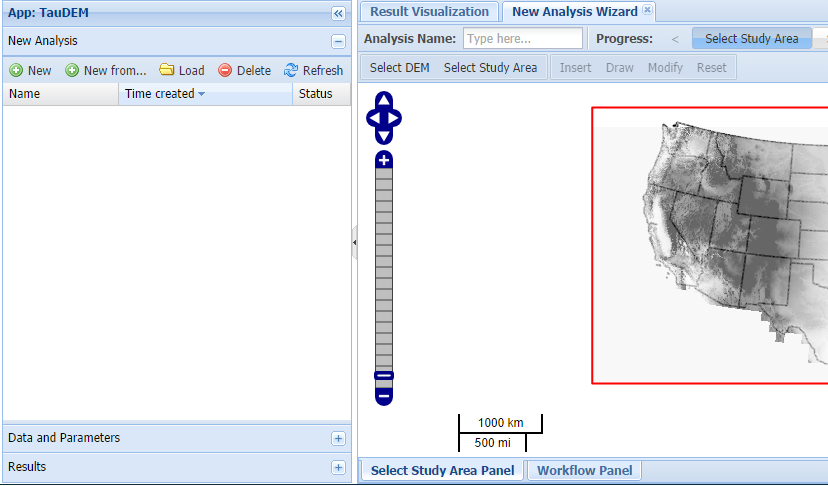 App: TauDEM
New Analysis
New New from... Load Delete Refresh
Name Time created Status
Data and Parameters
Results
Result Visualization New Analysis Wizard
Analysis Name: Type here... Progress: < Select Study Area
Select DEM Select Study Area Insert Draw Modify Reset
1000 km
500 mi
Select Study Area Panel Workflow Panel